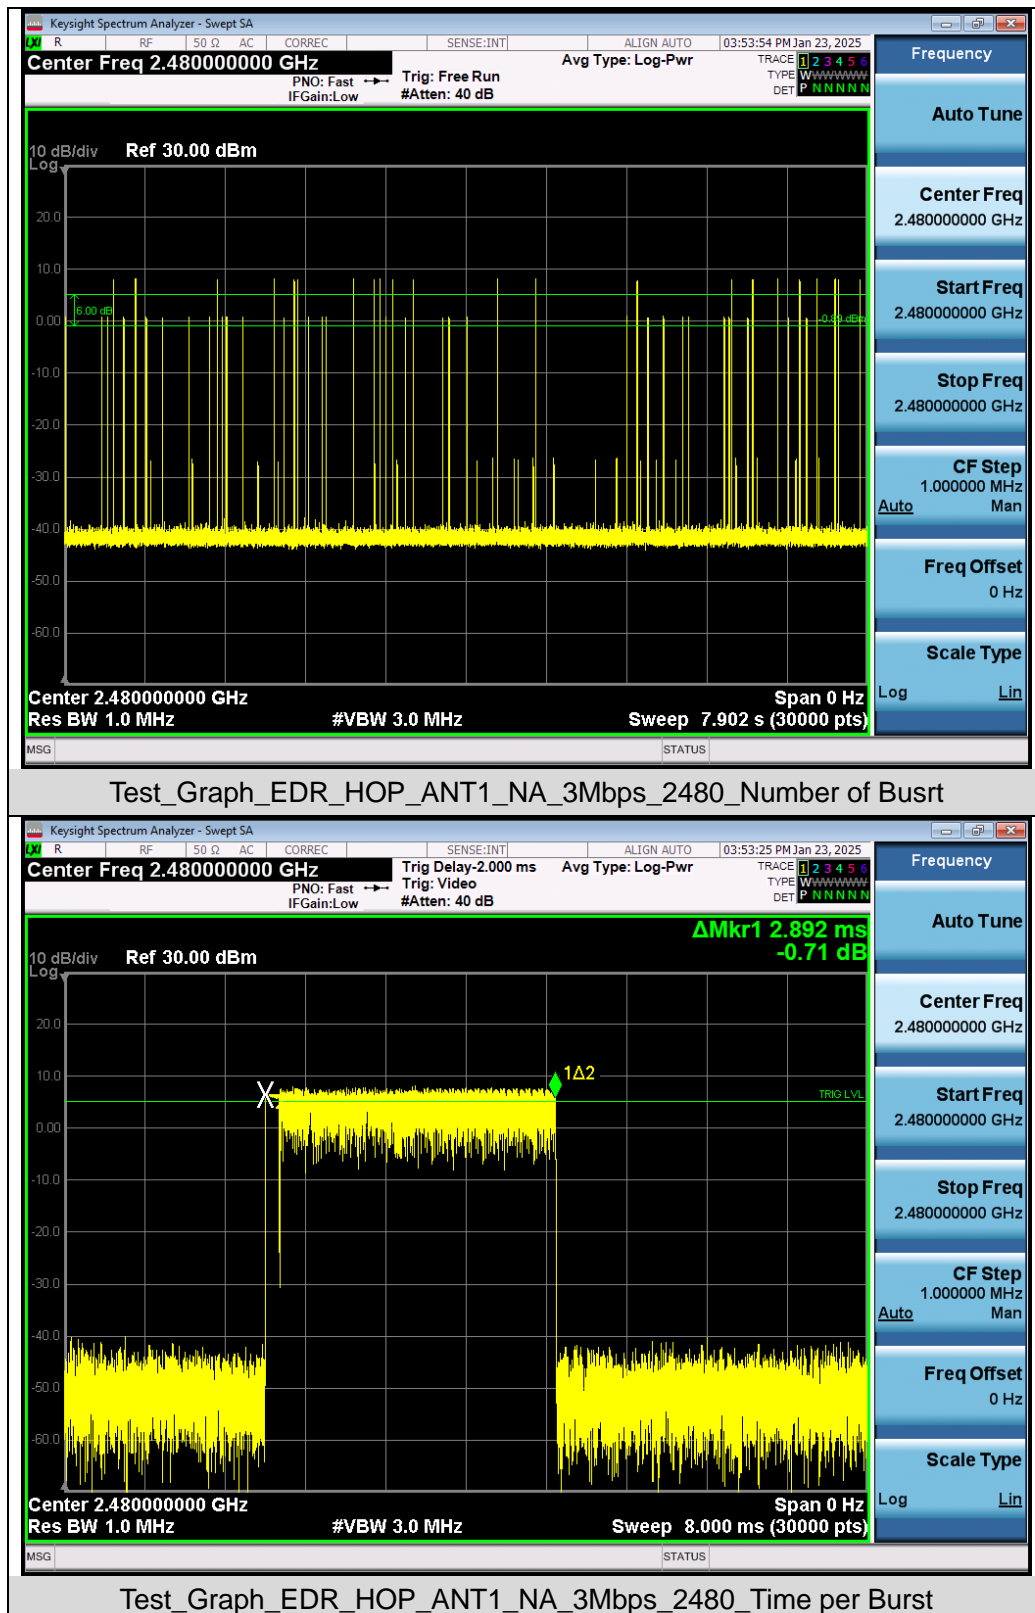 Keysight Spectrum Analyzer - Swept SA
LXI R RF 50 Ω AC CORREC SENSE:INT ALIGN AUTO 03:53:54 PM Jan 23, 2025
Center Freq 2.480000000 GHz
PNO: Fast
IFGain:Low
Trig: Free Run
#Atten: 40 dB
Avg Type: Log-Pwr
TRACE 1 2 3 4 5 6
TYPE WWWWWW
DET P N N N N N
10 dB/div Ref 30.00 dBm
Log
20.0
10.0
6.00 dB
0.00
-0.89 dBm
-10.0
-20.0
-30.0
-40.0
-50.0
-60.0
Center 2.480000000 GHz Span 0 Hz
Res BW 1.0 MHz #VBW 3.0 MHz Sweep 7.902 s (30000 pts)
MSG STATUS
Frequency
Auto Tune
Center Freq
2.480000000 GHz
Start Freq
2.480000000 GHz
Stop Freq
2.480000000 GHz
CF Step
1.000000 MHz
Auto Man
Freq Offset
0 Hz
Scale Type
Log Lin
Test_Graph_EDR_HOP_ANT1_NA_3Mbps_2480_Number of Busrt
Keysight Spectrum Analyzer - Swept SA
LXI R RF 50 Ω AC CORREC SENSE:INT ALIGN AUTO 03:53:25 PM Jan 23, 2025
Center Freq 2.480000000 GHz
PNO: Fast
IFGain:Low
Trig Delay-2.000 ms
Trig: Video
#Atten: 40 dB
Avg Type: Log-Pwr
TRACE 1 2 3 4 5 6
TYPE WWWWWW
DET P N N N N N
ΔMkr1 2.892 ms
-0.71 dB
10 dB/div Ref 30.00 dBm
Log
20.0
10.0
1Δ2
TRIG LVL
0.00
-10.0
-20.0
-30.0
-40.0
-50.0
-60.0
Center 2.480000000 GHz Span 0 Hz
Res BW 1.0 MHz #VBW 3.0 MHz Sweep 8.000 ms (30000 pts)
MSG STATUS
Frequency
Auto Tune
Center Freq
2.480000000 GHz
Start Freq
2.480000000 GHz
Stop Freq
2.480000000 GHz
CF Step
1.000000 MHz
Auto Man
Freq Offset
0 Hz
Scale Type
Log Lin
Test_Graph_EDR_HOP_ANT1_NA_3Mbps_2480_Time per Burst